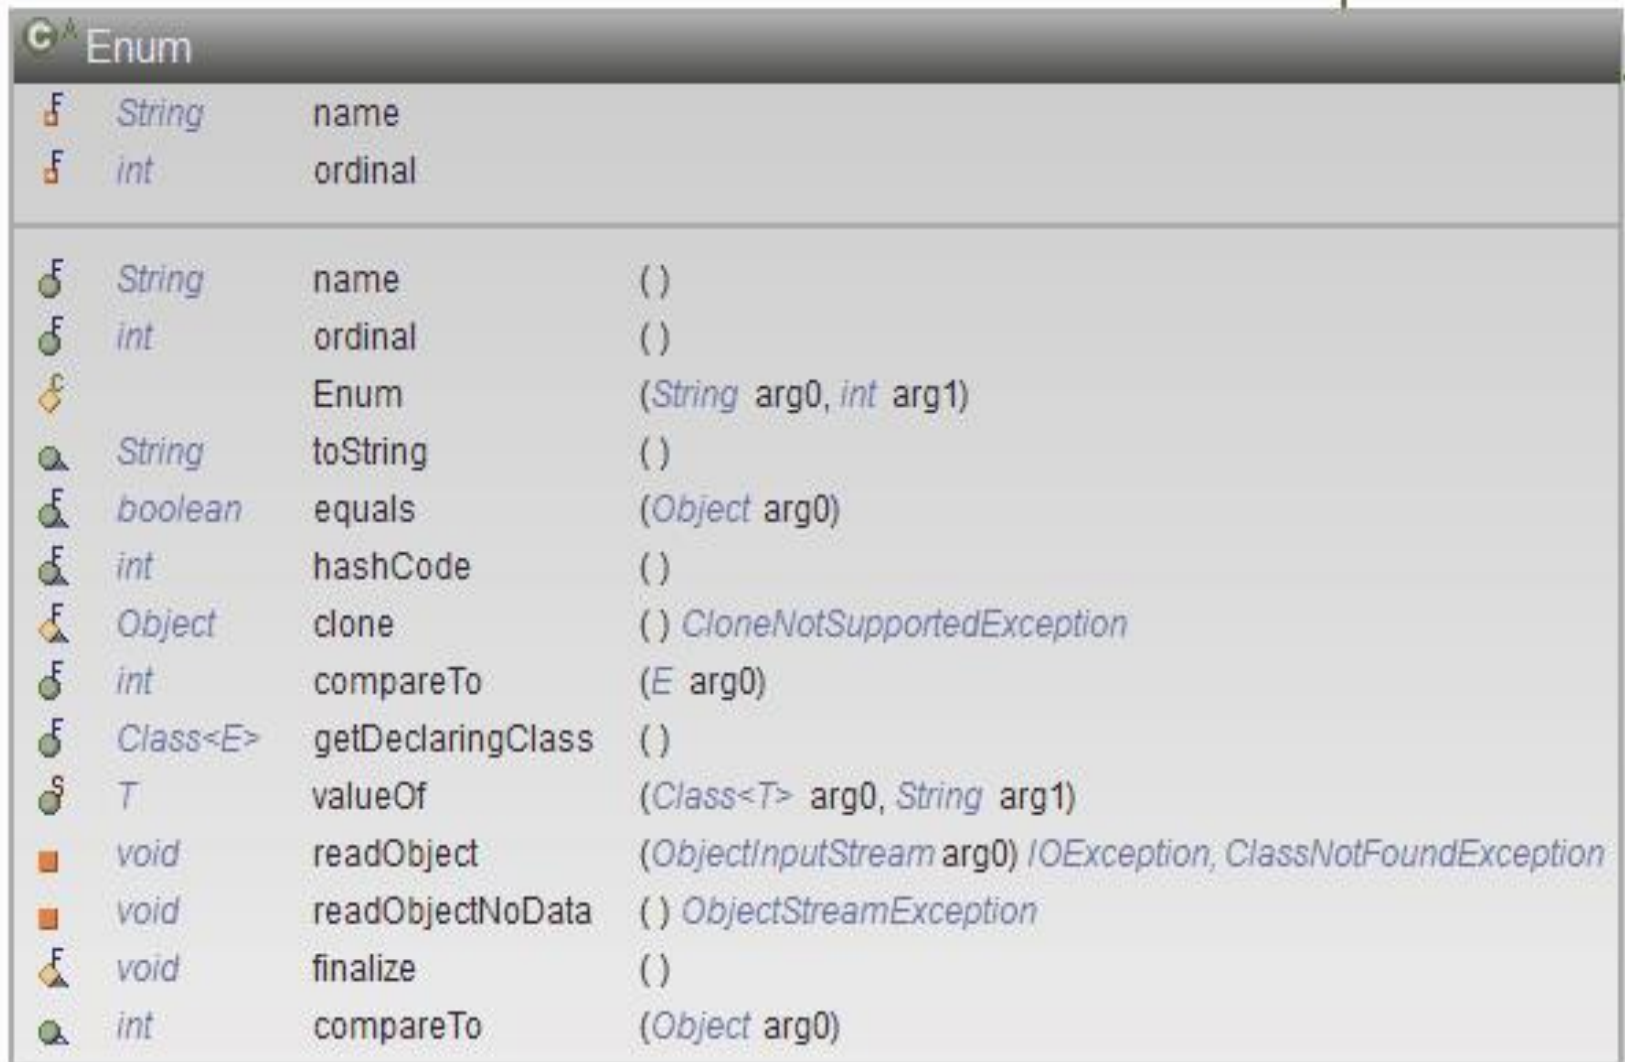 C A Enum
F String name
F int ordinal
F String name ( )
F int ordinal ( )
C Enum (String arg0, int arg1)
String toString ( )
F boolean equals (Object arg0)
F int hashCode ( )
F Object clone ( ) CloneNotSupportedException
F int compareTo (E arg0)
F Class<E> getDeclaringClass ( )
S T valueOf (Class<T> arg0, String arg1)
void readObject (ObjectInputStream arg0) IOException, ClassNotFoundException
void readObjectNoData ( ) ObjectStreamException
F void finalize ( )
int compareTo (Object arg0)